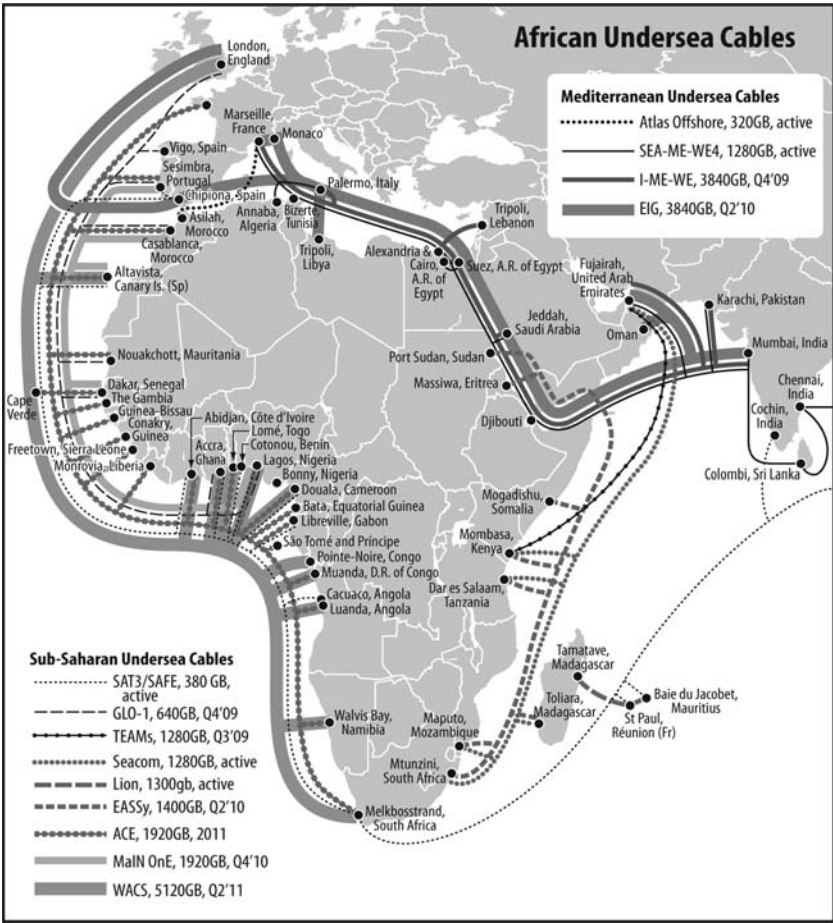 African Undersea Cables
Mediterranean Undersea Cables
Atlas Offshore, 320GB, active
SEA-ME-WE4, 1280GB, active
I-ME-WE, 3840GB, Q4'09
EIG, 3840GB, Q2'10
London,
England
Marseille,
France
Monaco
Vigo, Spain
Sesimbra,
Portugal
Chipiona, Spain
Palermo, Italy
Asilah,
Morocco
Annaba,
Algeria
Bizerte,
Tunisia
Tripoli,
Lebanon
Casablanca,
Morocco
Tripoli,
Libya
Alexandria &
Cairo,
A.R. of
Egypt
Suez, A.R. of Egypt
Fujairah,
United Arab
Emirates
Altavista,
Canary Is. (Sp)
Karachi, Pakistan
Jeddah,
Saudi Arabia
Oman
Mumbai, India
Nouakchott, Mauritania
Port Sudan, Sudan
Massiwa, Eritrea
Chennai,
India
Cape
Verde
Dakar, Senegal
The Gambia
Guinea-Bissau
Conakry,
Guinea
Freetown, Sierra Leone
Monrovia, Liberia
Abidjan, Côte d'Ivoire
Lomé, Togo
Cotonou, Benin
Accra,
Ghana
Lagos, Nigeria
Bonny, Nigeria
Djibouti
Cochin,
India
Colombi, Sri Lanka
Douala, Cameroon
Bata, Equatorial Guinea
Libreville, Gabon
São Tomé and Príncipe
Pointe-Noire, Congo
Muanda, D.R. of Congo
Cacuaco, Angola
Luanda, Angola
Mogadishu,
Somalia
Mombasa,
Kenya
Dar es Salaam,
Tanzania
Tamatave,
Madagascar
Toliara,
Madagascar
Baie du Jacobet,
Mauritius
St Paul,
Réunion (Fr)
Walvis Bay,
Namibia
Maputo,
Mozambique
Mtunzini,
South Africa
Melkbosstrand,
South Africa
Sub-Saharan Undersea Cables
SAT3/SAFE, 380 GB,
active
GLO-1, 640GB, Q4'09
TEAMs, 1280GB, Q3'09
Seacom, 1280GB, active
Lion, 1300gb, active
EASSy, 1400GB, Q2'10
ACE, 1920GB, 2011
MaIN OnE, 1920GB, Q4'10
WACS, 5120GB, Q2'11